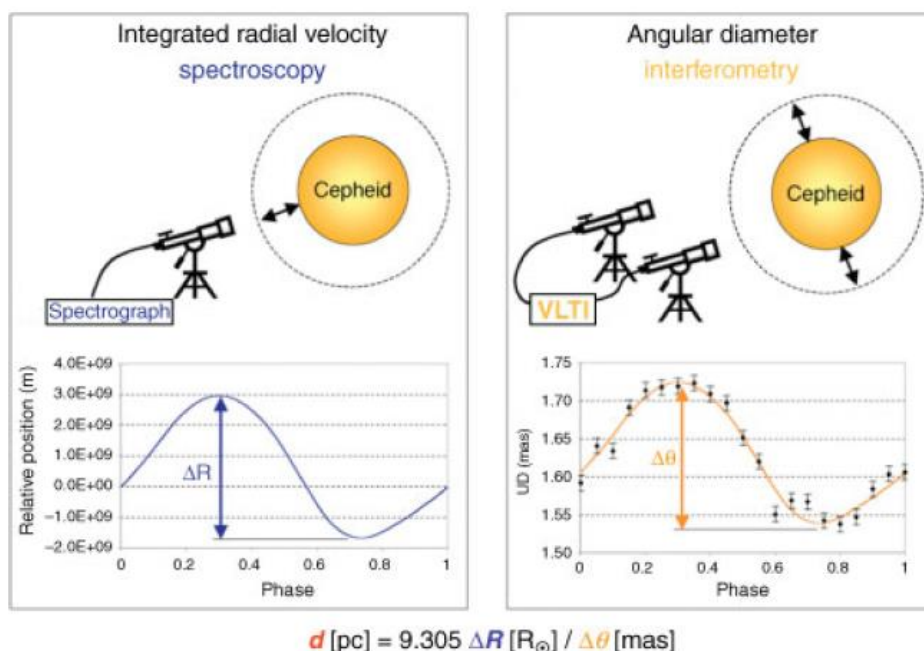 Integrated radial velocity
spectroscopy
Cepheid
Spectrograph
4.0E+09
3.0E+09
2.0E+09
1.0E+09
0.00E+00
−1.0E+09
−2.0E+09
Relative position (m)
ΔR
0 0.2 0.4 0.6 0.8 1
Phase
Angular diameter
interferometry
Cepheid
VLTI
1.75
1.70
1.65
1.60
1.55
1.50
UD (mas)
Δθ
0 0.2 0.4 0.6 0.8 1
Phase
d [pc] = 9.305 ΔR [R☉] / Δθ [mas]